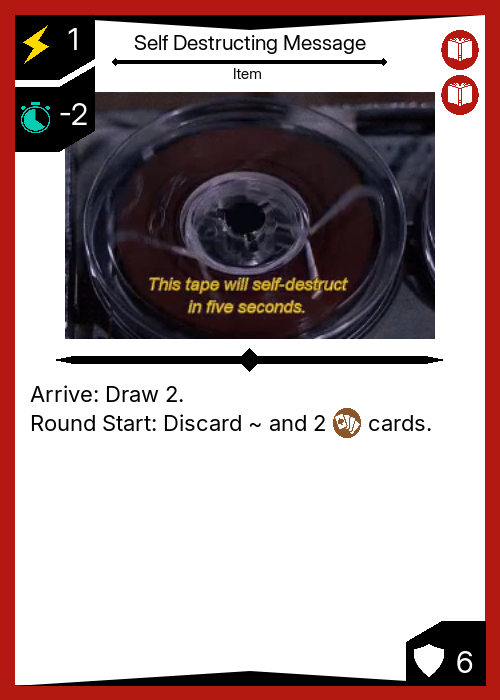 1
Self Destructing Message
Item
-2
This tape will self-destruct
in five seconds.
Arrive: Draw 2.
Round Start: Discard ~ and 2 cards.
6